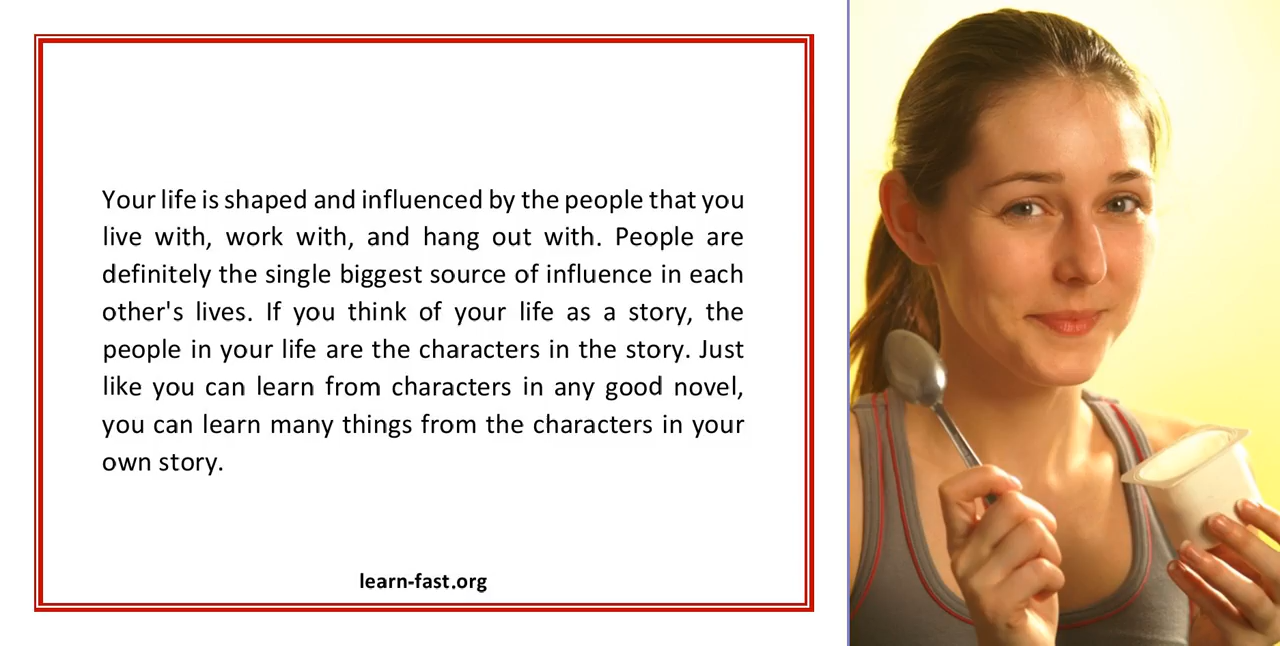 Your life is shaped and influenced by the people that you
live with, work with, and hang out with. People are
definitely the single biggest source of influence in each
other's lives. If you think of your life as a story, the
people in your life are the characters in the story. Just
like you can learn from characters in any good novel,
you can learn many things from the characters in your
own story.
learn-fast.org